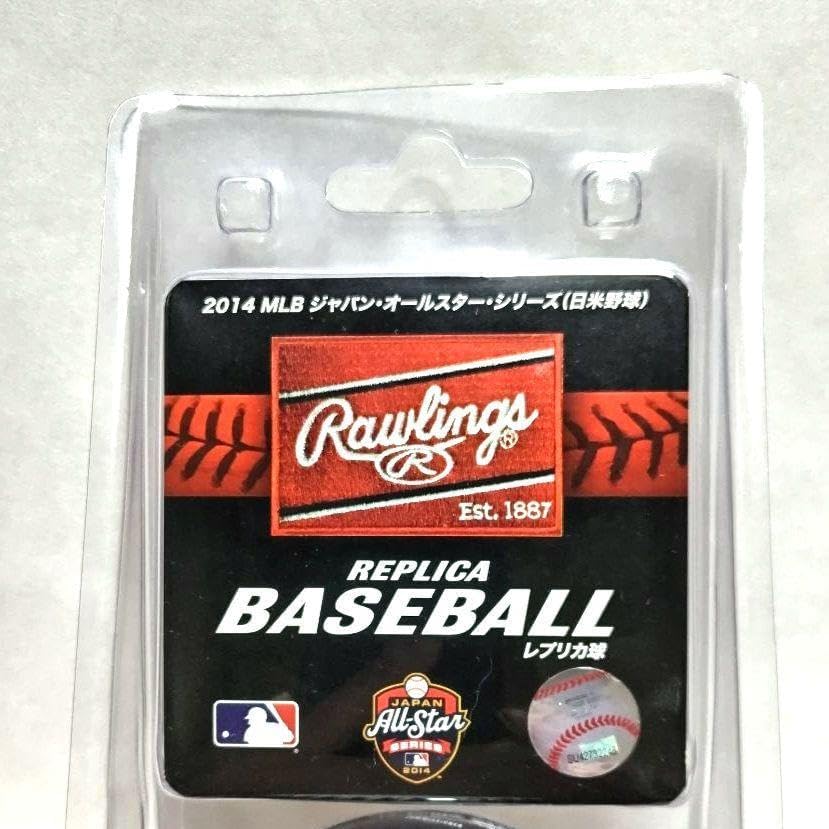 2014 MLB ジャパン・オールスター・シリーズ(日米野球)
Rawlings®
R
Est. 1887
REPLICA
BASEBALL
レプリカ球
JAPAN
All-Star
SERIES
2014